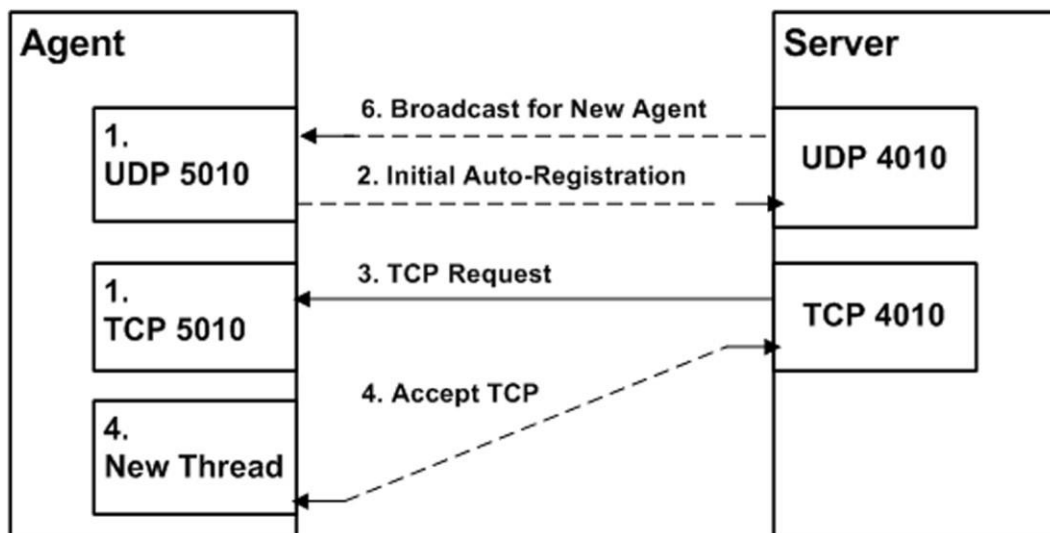 Agent
Server
1.
UDP 5010
6. Broadcast for New Agent
UDP 4010
2. Initial Auto-Registration
1.
TCP 5010
3. TCP Request
TCP 4010
4. Accept TCP
4.
New Thread